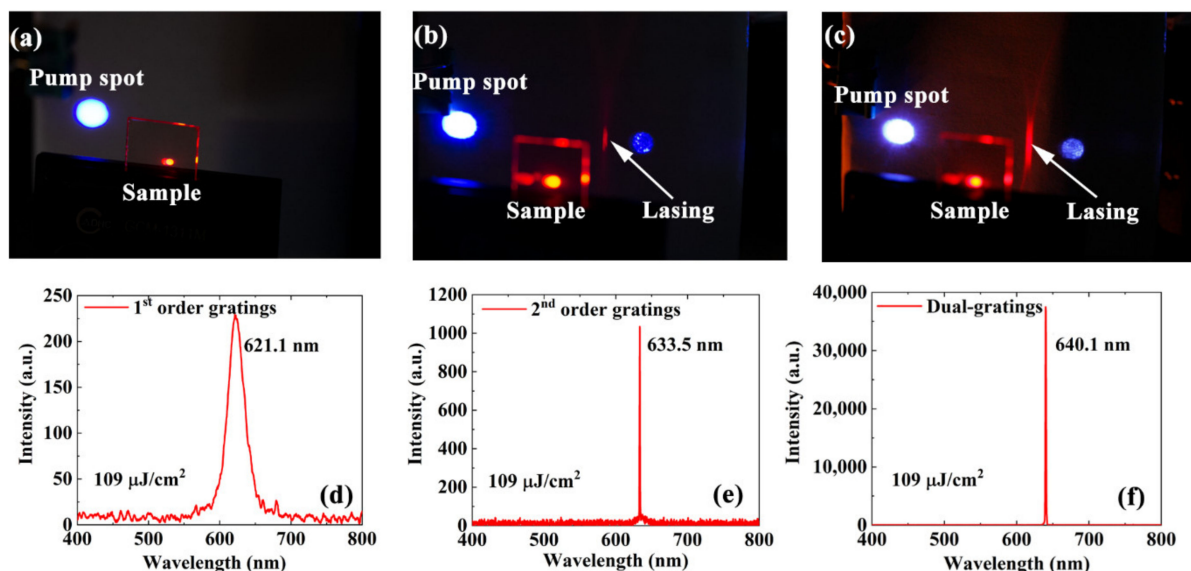 (a)
Pump spot
Sample
(b)
Pump spot
Sample
Lasing
(c)
Pump spot
Sample
Lasing
250
200
150
100
50
0
400 500 600 700 800
Intensity (a.u.)
Wavelength (nm)
1st order gratings
621.1 nm
109 μJ/cm²
(d)
1200
1000
800
600
400
200
0
400 500 600 700 800
Intensity (a.u.)
Wavelength (nm)
2nd order gratings
633.5 nm
109 μJ/cm²
(e)
40,000
30,000
20,000
10,000
0
400 500 600 700 800
Intensity (a.u.)
Wavelength (nm)
Dual-gratings
640.1 nm
109 μJ/cm²
(f)